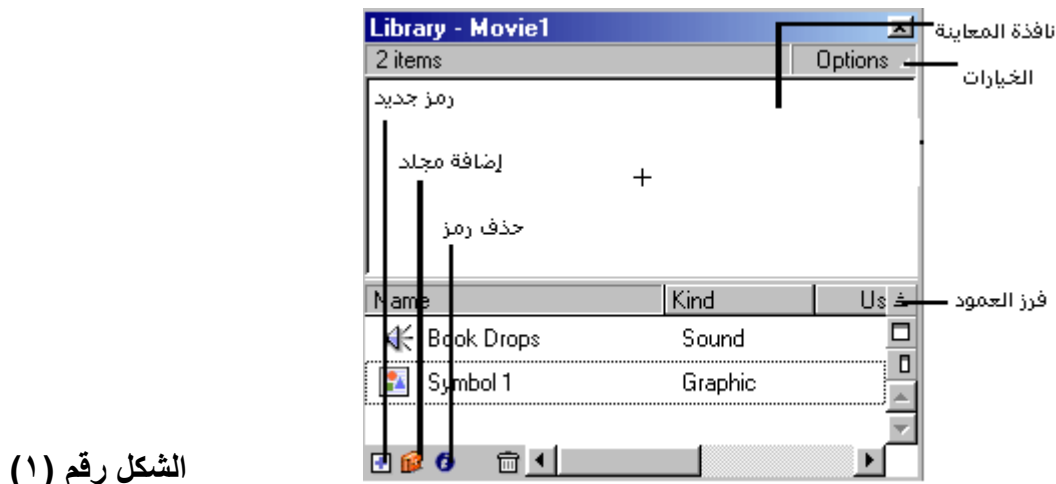 Library - Movie1
نافذة المعاينة
2 items
Options
الخيارات
رمز جديد
إضافة مجلد
حذف رمز
Name Kind Us
فرز العمود
Book Drops Sound
Symbol 1 Graphic
الشكل رقم (١)